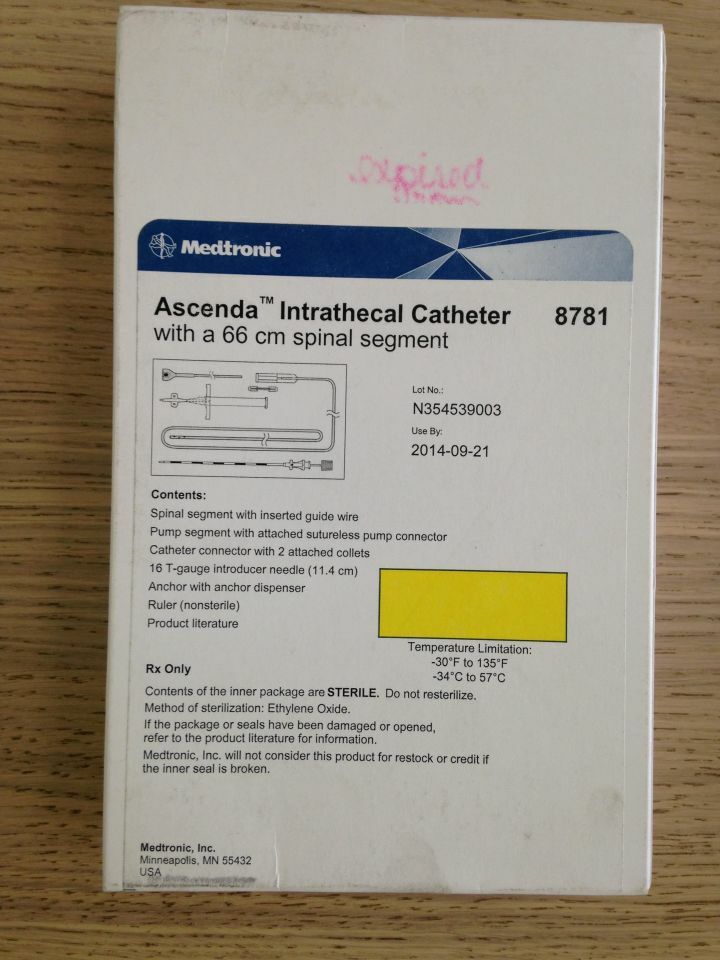 expired
Medtronic
Ascenda™ Intrathecal Catheter 8781
with a 66 cm spinal segment
Lot No.:
N354539003
Use By:
2014-09-21
Contents:
Spinal segment with inserted guide wire
Pump segment with attached sutureless pump connector
Catheter connector with 2 attached collets
16 T-gauge introducer needle (11.4 cm)
Anchor with anchor dispenser
Ruler (nonsterile)
Product literature
Temperature Limitation:
-30°F to 135°F
-34°C to 57°C
Rx Only
Contents of the inner package are STERILE. Do not resterilize.
Method of sterilization: Ethylene Oxide.
If the package or seals have been damaged or opened,
refer to the product literature for information.
Medtronic, Inc. will not consider this product for restock or credit if
the inner seal is broken.
Medtronic, Inc.
Minneapolis, MN 55432
USA